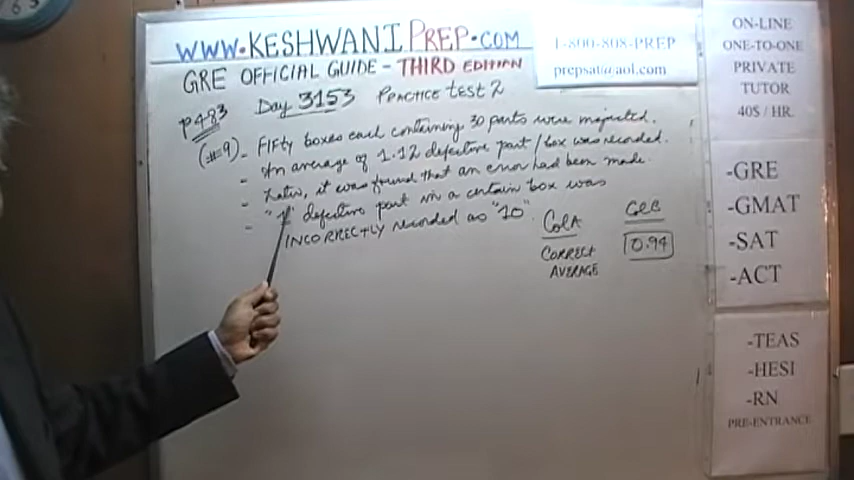 WWW.KESHWANIPREP.COM
GRE OFFICIAL GUIDE - THIRD EDITION
1-800-808-PREP
prepsat@aol.com
p483 Day 3153 PRACTICE TEST 2
(#9) - FIFTY boxes each containing 30 parts were
- An average of 1.12 defective part/box was recorded.
- Later, it was found that an error had been made.
- "1" defective part in a certain box was
- INCORRECTLY recorded as "10".
Col A Col B
CORRECT AVERAGE 0.94
ON-LINE
ONE-TO-ONE
PRIVATE
TUTOR
40$ / HR.
-GRE
-GMAT
-SAT
-ACT
-TEAS
-HESI
-RN
PRE-ENTRANCE